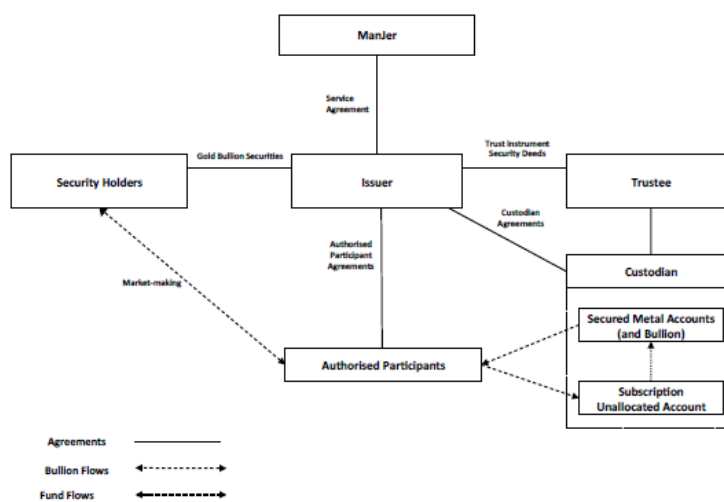 ManJer
Service
Agreement
Gold Bullion Securities
Trust Instrument
Security Deeds
Security Holders
Issuer
Trustee
Custodian
Agreements
Authorised
Participant
Agreements
Custodian
Market-making
Secured Metal Accounts
(and Bullion)
Authorised Participants
Subscription
Unallocated Account
Agreements
Bullion Flows
Fund Flows